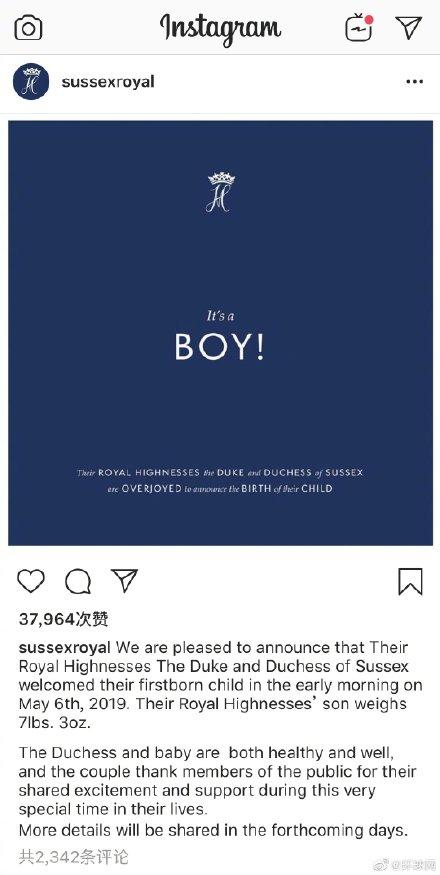 Instagram
sussexroyal
It's a
BOY!
Their ROYAL HIGHNESSES the DUKE and DUCHESS of SUSSEX
are OVERJOYED to announce the BIRTH of their CHILD
37,964次赞
sussexroyal We are pleased to announce that Their
Royal Highnesses The Duke and Duchess of Sussex
welcomed their firstborn child in the early morning on
May 6th, 2019. Their Royal Highnesses’ son weighs
7lbs. 3oz.
The Duchess and baby are both healthy and well,
and the couple thank members of the public for their
shared excitement and support during this very
special time in their lives.
More details will be shared in the forthcoming days.
共2,342条评论
@环球网